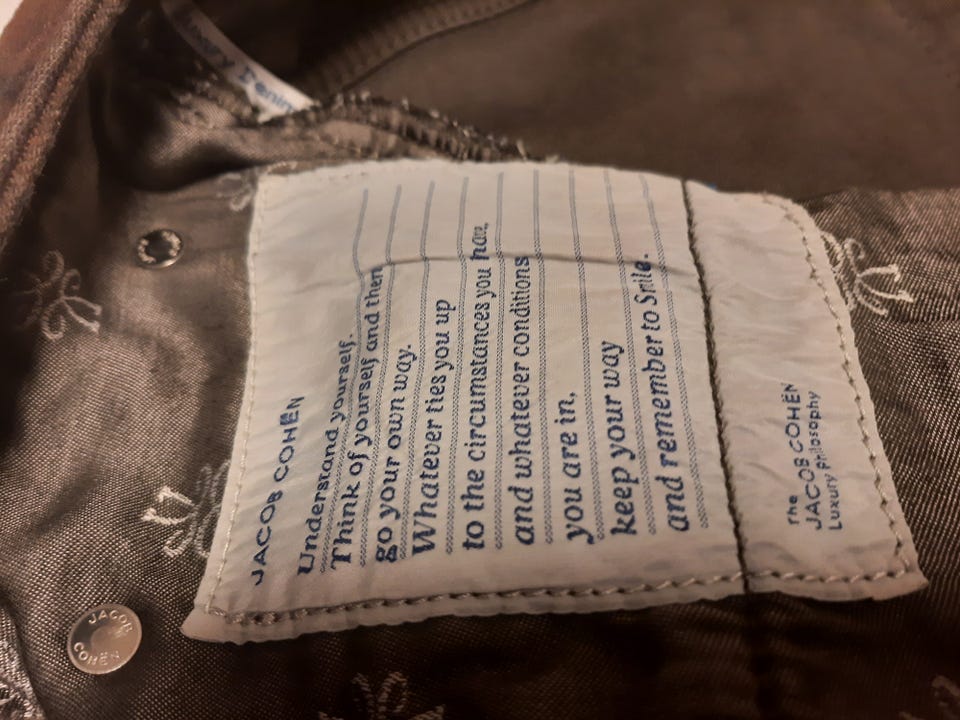 JACOB COHËN
Understand yourself.
Think of yourself and then
go your own way.
Whatever ties you up
to the circumstances you
and whatever conditions
you are in,
keep your way
and remember to Smile.
The
JACOB COHËN
Luxury Philosophy
JACOB
COHËN